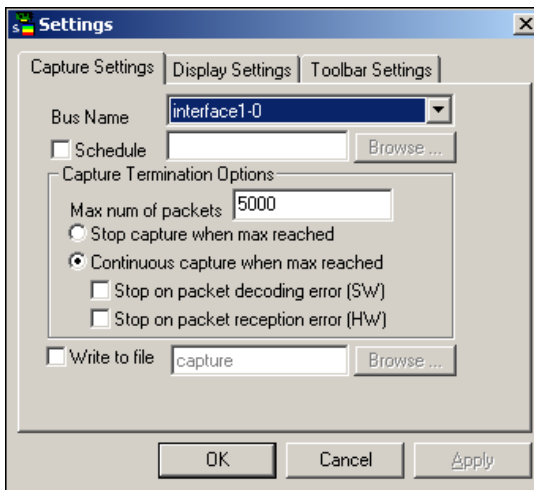 Settings
Capture Settings Display Settings Toolbar Settings
Bus Name interface1-0
Schedule Browse ...
Capture Termination Options
Max num of packets 5000
Stop capture when max reached
Continuous capture when max reached
Stop on packet decoding error (SW)
Stop on packet reception error (HW)
Write to file capture Browse ...
OK Cancel Apply